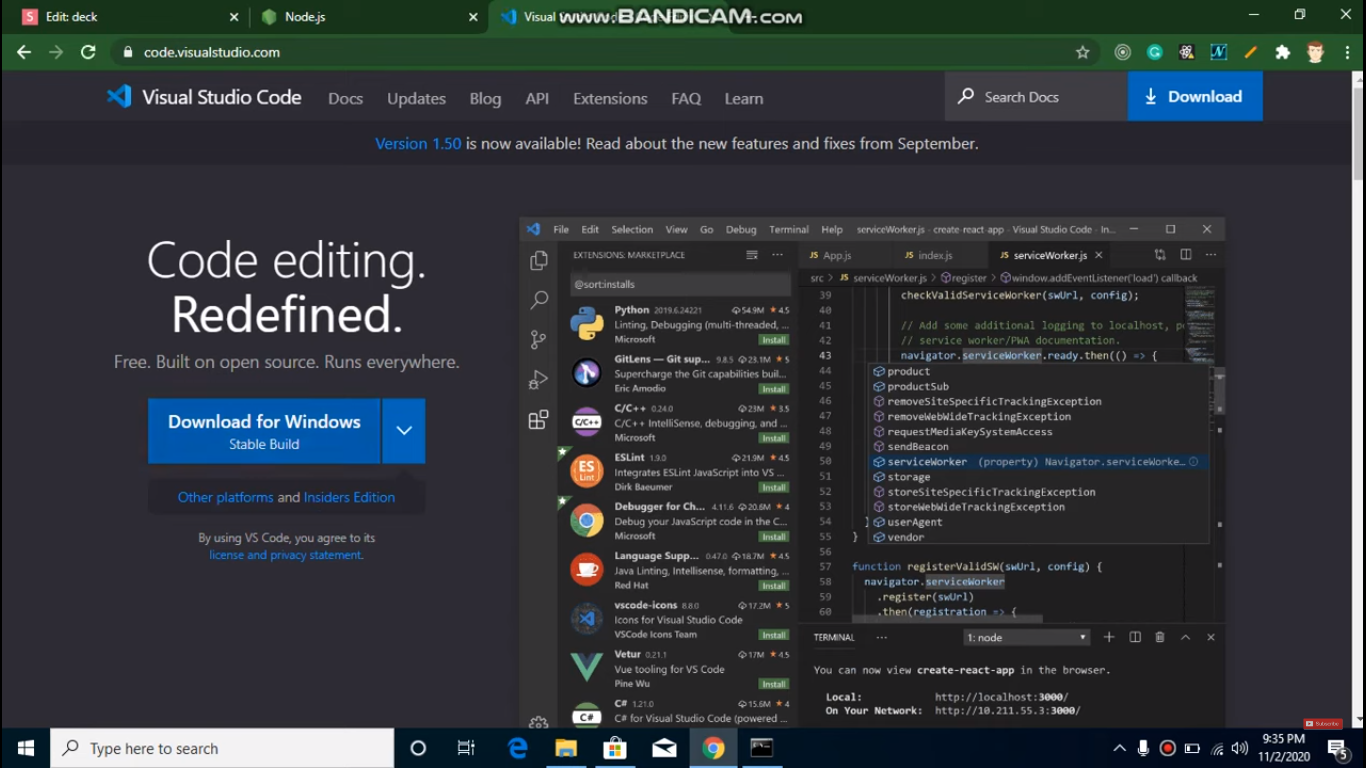 Edit: deck
Node.js
Visual S
www.BANDICAM.com
code.visualstudio.com
Visual Studio Code
Docs
Updates
Blog
API
Extensions
FAQ
Learn
Search Docs
Download
Version 1.50 is now available! Read about the new features and fixes from September.
Code editing.
Redefined.
Free. Built on open source. Runs everywhere.
Download for Windows
Stable Build
Other platforms and Insiders Edition
By using VS Code, you agree to its
license and privacy statement.
File Edit Selection View Go Debug Terminal Help serviceWorker.js - create-react-app - Visual Studio Code - In...
EXTENSIONS: MARKETPLACE
@sort:installs
Python 2019.6.24221 54.9M 4.5
Linting, Debugging (multi-threaded, ...
Microsoft Install
GitLens — Git sup... 9.8.5 23.1M 5
Supercharge the Git capabilities buil...
Eric Amodio Install
C/C++ 0.24.0 23M 3.5
C/C++ IntelliSense, debugging, and ...
Microsoft Install
ESLint 1.9.0 21.9M 4.5
Integrates ESLint JavaScript into VS ...
Dirk Baeumer Install
Debugger for Ch... 4.11.6 20.6M 4
Debug your JavaScript code in the C...
Microsoft Install
Language Supp... 0.47.0 18.7M 4.5
Java Linting, Intellisense, formatting, ...
Red Hat Install
vscode-icons 8.8.0 17.2M 5
Icons for Visual Studio Code
VSCode Icons Team Install
Vetur 0.21.1 17M 4.5
Vue tooling for VS Code
Pine Wu Install
C# 1.21.0 15.6M 4
C# for Visual Studio Code (powered ...
JS App.js
JS index.js
JS serviceWorker.js
src > JS serviceWorker.js > register > window.addEventListener('load') callback
39 checkValidServiceWorker(swUrl, config);
40
41 // Add some additional logging to localhost, p
42 // service worker/PWA documentation.
43 navigator.serviceWorker.ready.then(() => {
44 product
45 productSub
46 removeSiteSpecificTrackingException
47 removeWebWideTrackingException
48 requestMediaKeySystemAccess
49 sendBeacon
50 serviceWorker (property) Navigator.serviceWorke...
51 storage
52 storeSiteSpecificTrackingException
53 storeWebWideTrackingException
54 } userAgent
55 } vendor
56
57 function registerValidSW(swUrl, config) {
58 navigator.serviceWorker
59 .register(swUrl)
60 .then(registration => {
TERMINAL ... 1: node
You can now view create-react-app in the browser.
Local: http://localhost:3000/
On Your Network: http://10.211.55.3:3000/
Subscribe
Type here to search
9:35 PM
11/2/2020
5